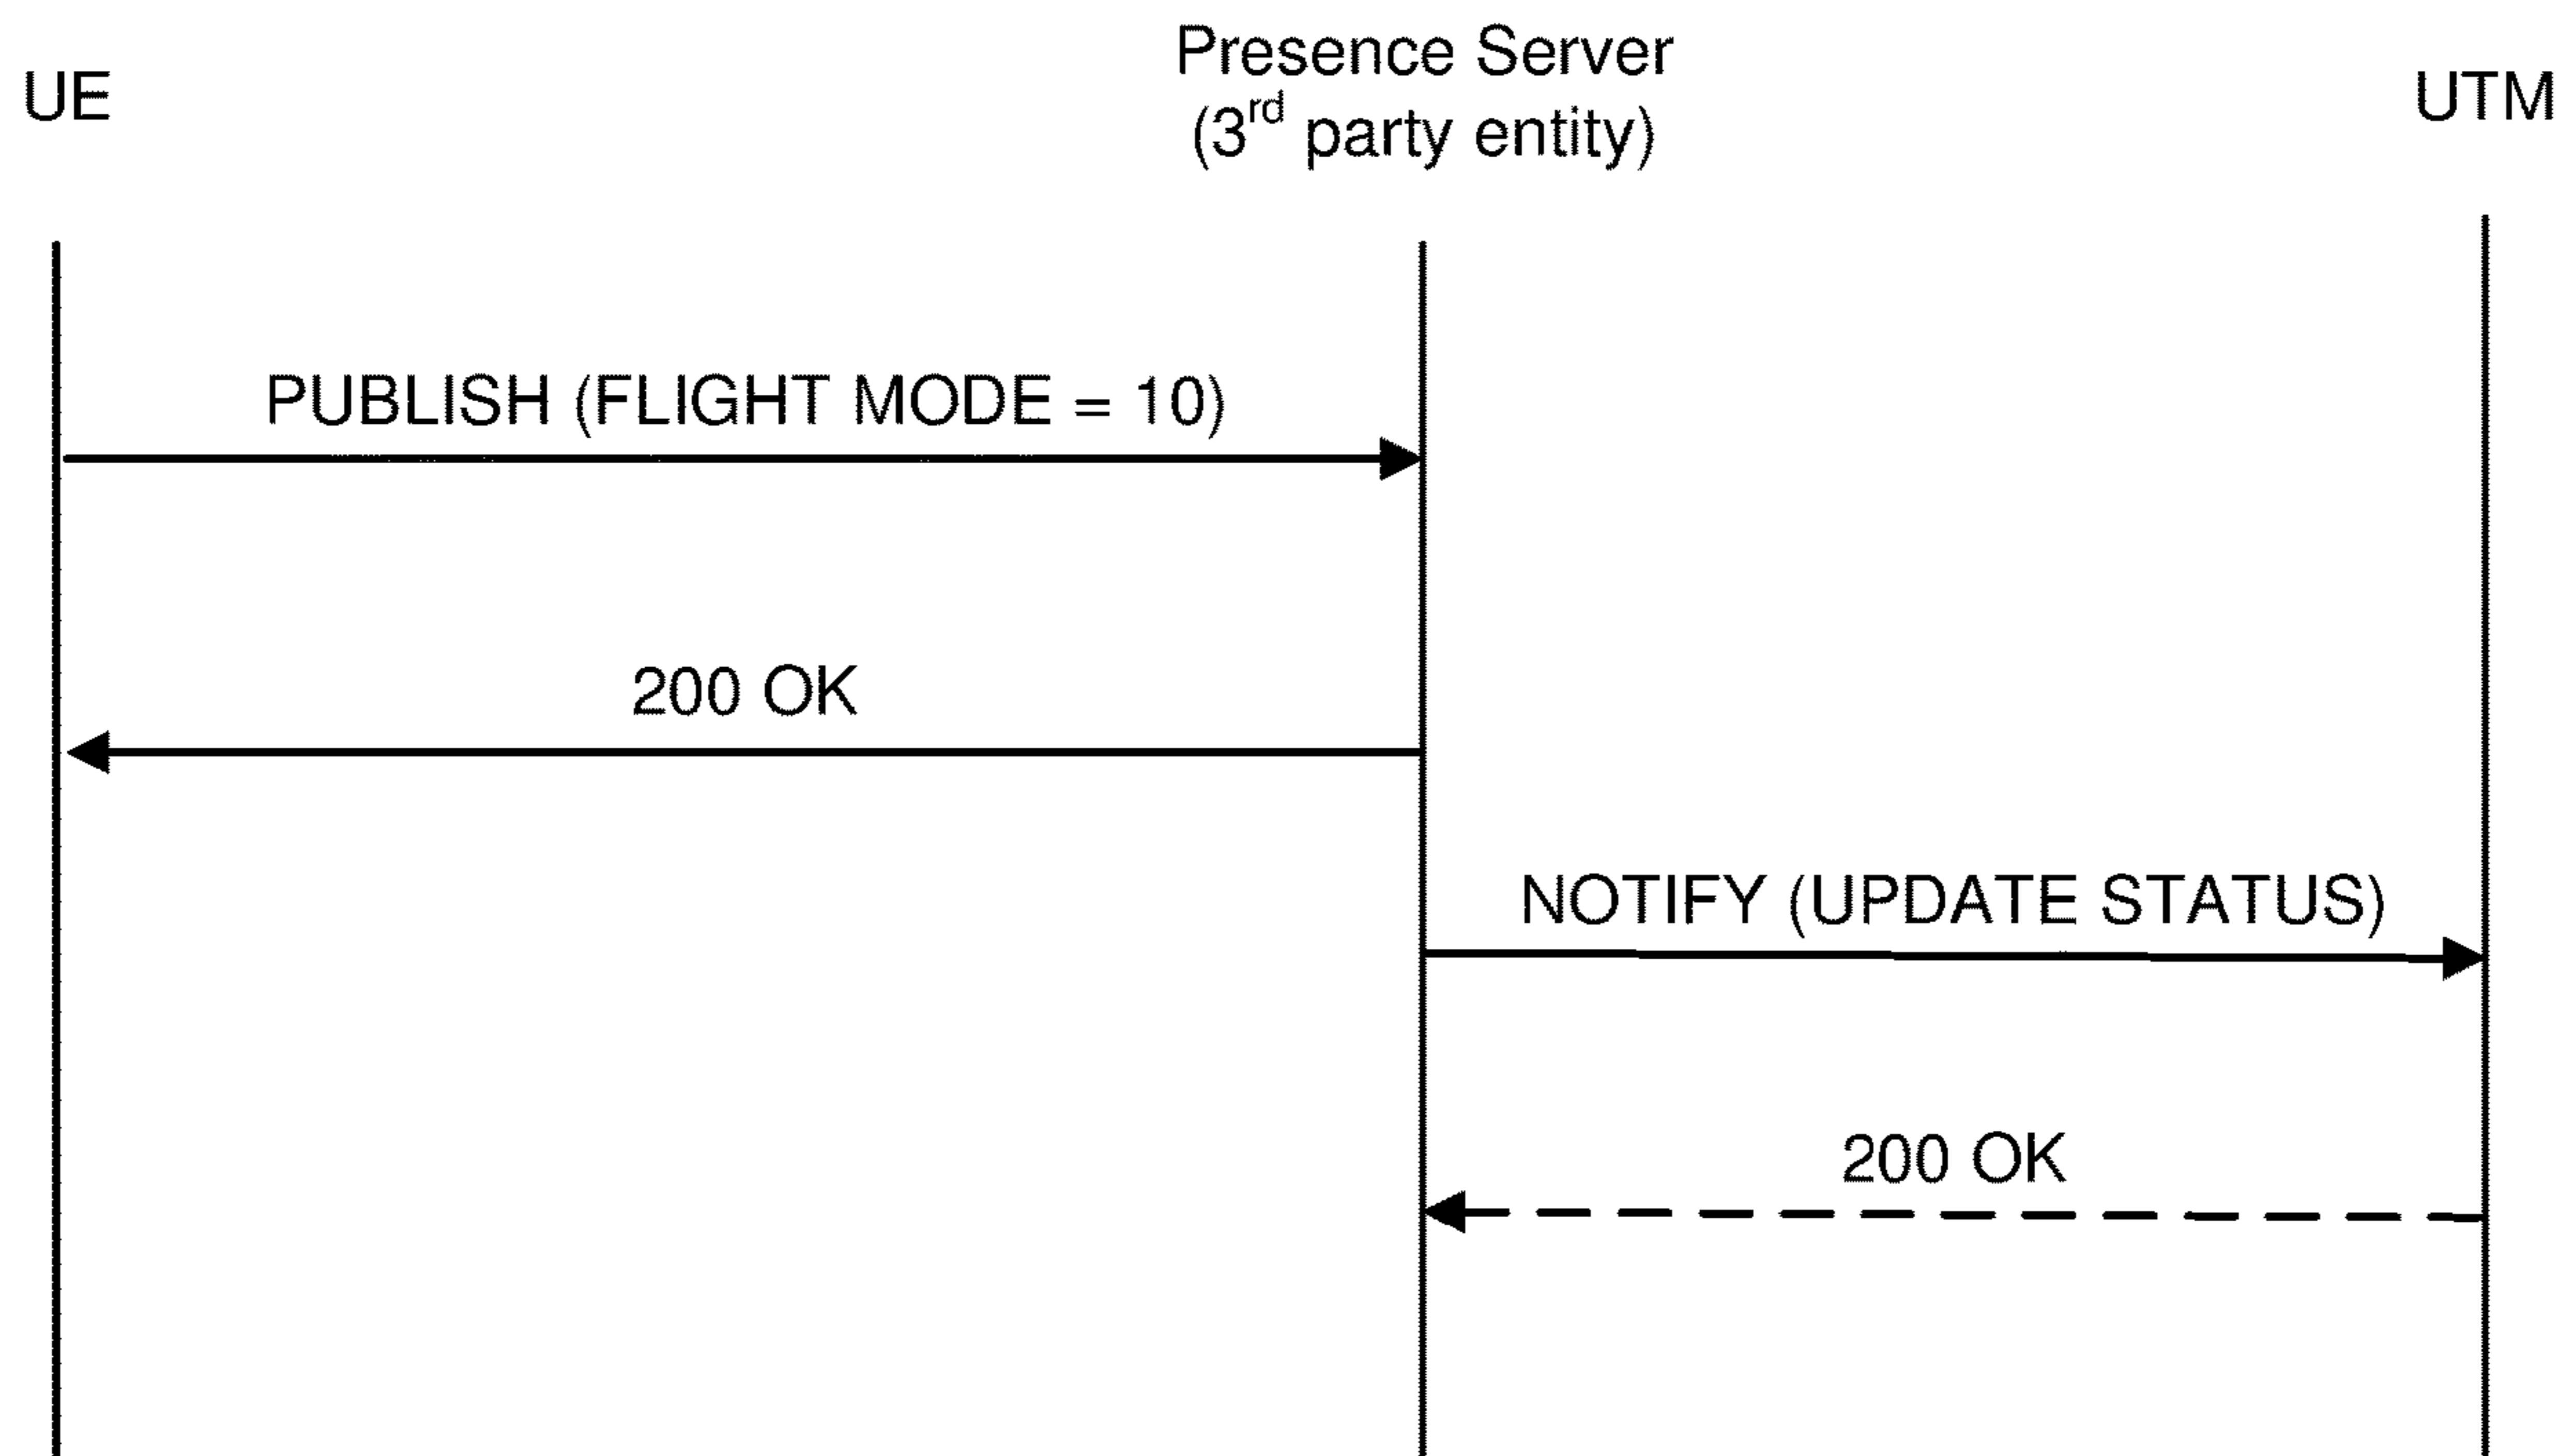 UE
Presence Server
(3rd party entity)
UTM
PUBLISH (FLIGHT MODE = 10)
200 OK
NOTIFY (UPDATE STATUS)
200 OK